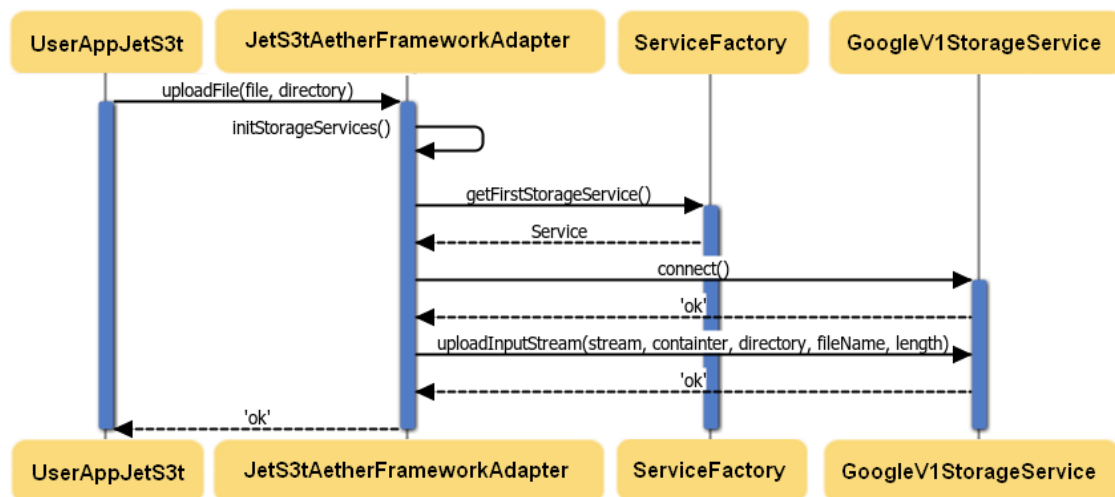 UserAppJetS3t
JetS3tAetherFrameworkAdapter
ServiceFactory
GoogleV1StorageService
uploadFile(file, directory)
initStorageServices()
getFirstStorageService()
Service
connect()
'ok'
uploadInputStream(stream, containter, directory, fileName, length)
'ok'
'ok'
UserAppJetS3t
JetS3tAetherFrameworkAdapter
ServiceFactory
GoogleV1StorageService